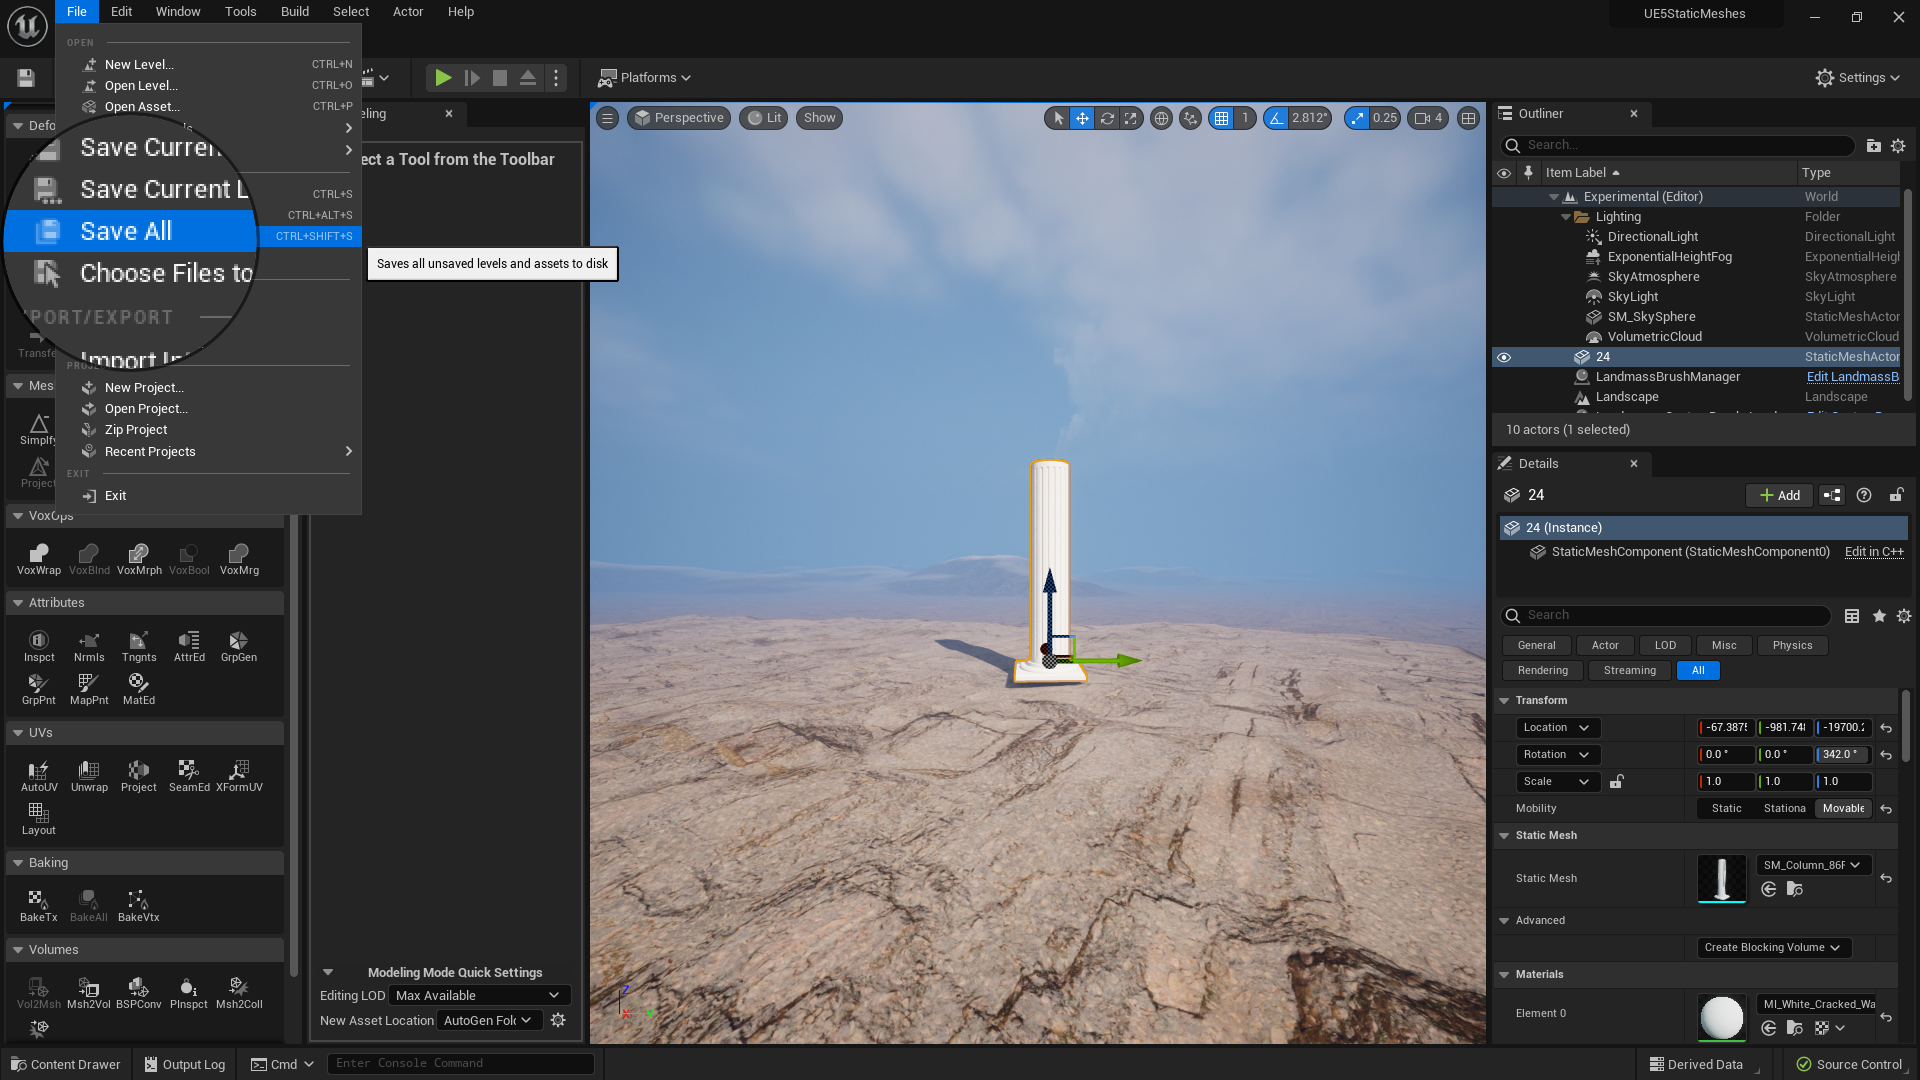 File
Edit
Window
Tools
Build
Select
Actor
Help
UE5StaticMeshes
OPEN
New Level...
CTRL+N
Open Level...
CTRL+O
Open Asset...
CTRL+P
Save Curren
Save Current L
CTRL+S
CTRL+ALT+S
Save All
CTRL+SHIFT+S
Choose Files to
PORT/EXPORT
Import In
New Project...
Open Project...
Zip Project
Recent Projects
EXIT
Exit
Saves all unsaved levels and assets to disk
Platforms
Settings
eling
ect a Tool from the Toolbar
Defo
Transfe
Mes
Simplfy
Project
VoxOps
VoxWrap
VoxBlnd
VoxMrph
VoxBool
VoxMrg
Attributes
Inspct
Nrmls
Tngnts
AttrEd
GrpGen
GrpPnt
MapPnt
MatEd
UVs
AutoUV
Unwrap
Project
SeamEd
XFormUV
Layout
Baking
BakeTx
BakeAll
BakeVtx
Volumes
Vol2Msh
Msh2Vol
BSPConv
PInspct
Msh2Coll
Modeling Mode Quick Settings
Editing LOD
Max Available
New Asset Location
AutoGen Fol
Perspective
Lit
Show
1
2.812°
0.25
4
Z
X
Y
Outliner
Search...
Item Label
Type
Experimental (Editor)
World
Lighting
Folder
DirectionalLight
DirectionalLight
ExponentialHeightFog
ExponentialHeigh
SkyAtmosphere
SkyAtmosphere
SkyLight
SkyLight
SM_SkySphere
StaticMeshActor
VolumetricCloud
VolumetricCloud
24
StaticMeshActor
LandmassBrushManager
Edit LandmassB
Landscape
Landscape
10 actors (1 selected)
Details
24
Add
24 (Instance)
StaticMeshComponent (StaticMeshComponent0)
Edit in C++
Search
General
Actor
LOD
Misc
Physics
Rendering
Streaming
All
Transform
Location
-67.387
-981.74
-19700.
Rotation
0.0 °
0.0 °
342.0 °
Scale
1.0
1.0
1.0
Mobility
Static
Stationa
Movable
Static Mesh
Static Mesh
SM_Column_86F
Advanced
Create Blocking Volume
Materials
Element 0
MI_White_Cracked_Wa
Content Drawer
Output Log
Cmd
Enter Console Command
Derived Data
Source Control